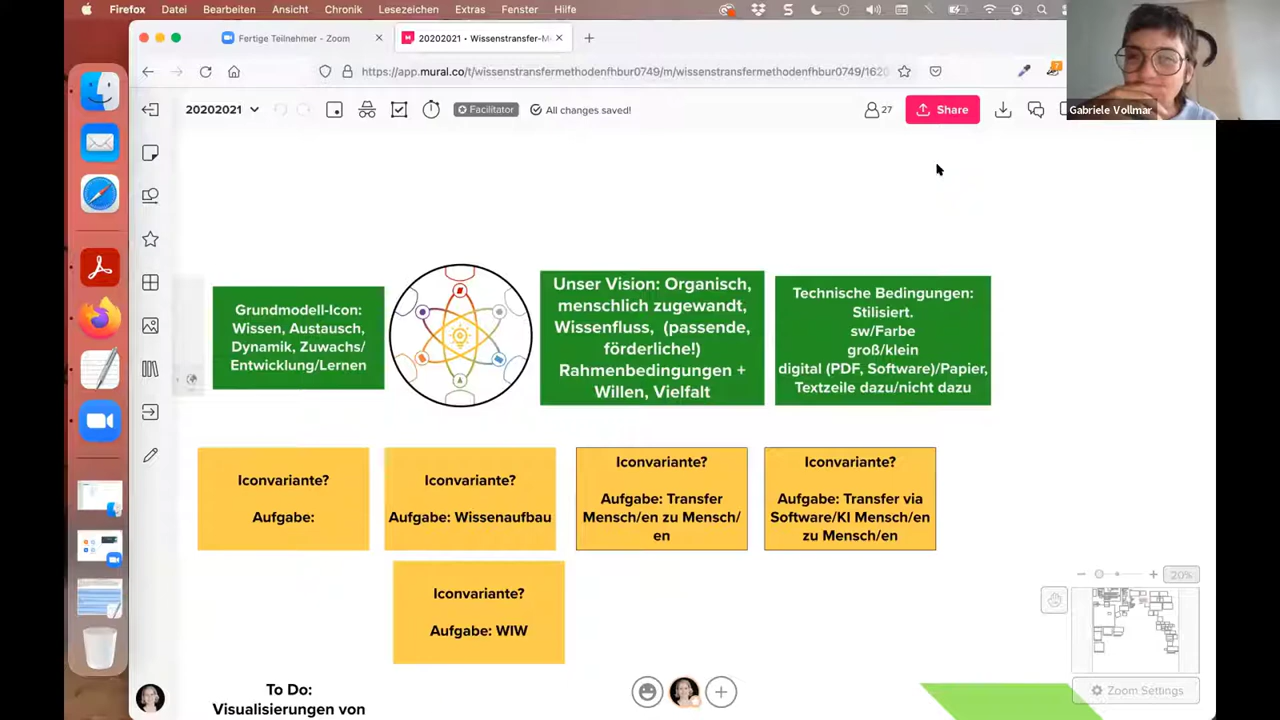 Firefox Datei Bearbeiten Ansicht Chronik Lesezeichen Extras Fenster Hilfe
Fertige Teilnehmer - Zoom
20202021 • Wissenstransfer-M
https://app.mural.co/t/wissenstransfermethodenfhbur0749/m/wissenstransfermethodenfhbur0749/162
7
Gabriele Vollmar
20202021
Facilitator
All changes saved!
27
Share
Grundmodell-Icon:
Wissen, Austausch,
Dynamik, Zuwachs/
Entwicklung/Lernen
Unser Vision: Organisch,
menschlich zugewandt,
Wissenfluss, (passende,
förderliche!)
Rahmenbedingungen +
Willen, Vielfalt
Technische Bedingungen:
Stilisiert.
sw/Farbe
groß/klein
digital (PDF, Software)/Papier,
Textzeile dazu/nicht dazu
Iconvariante?
Aufgabe:
Iconvariante?
Aufgabe: Wissenaufbau
Iconvariante?
Aufgabe: Transfer
Mensch/en zu Mensch/
en
Iconvariante?
Aufgabe: Transfer via
Software/KI Mensch/en
zu Mensch/en
Iconvariante?
Aufgabe: WIW
20%
Zoom Settings
To Do:
Visualisierungen von